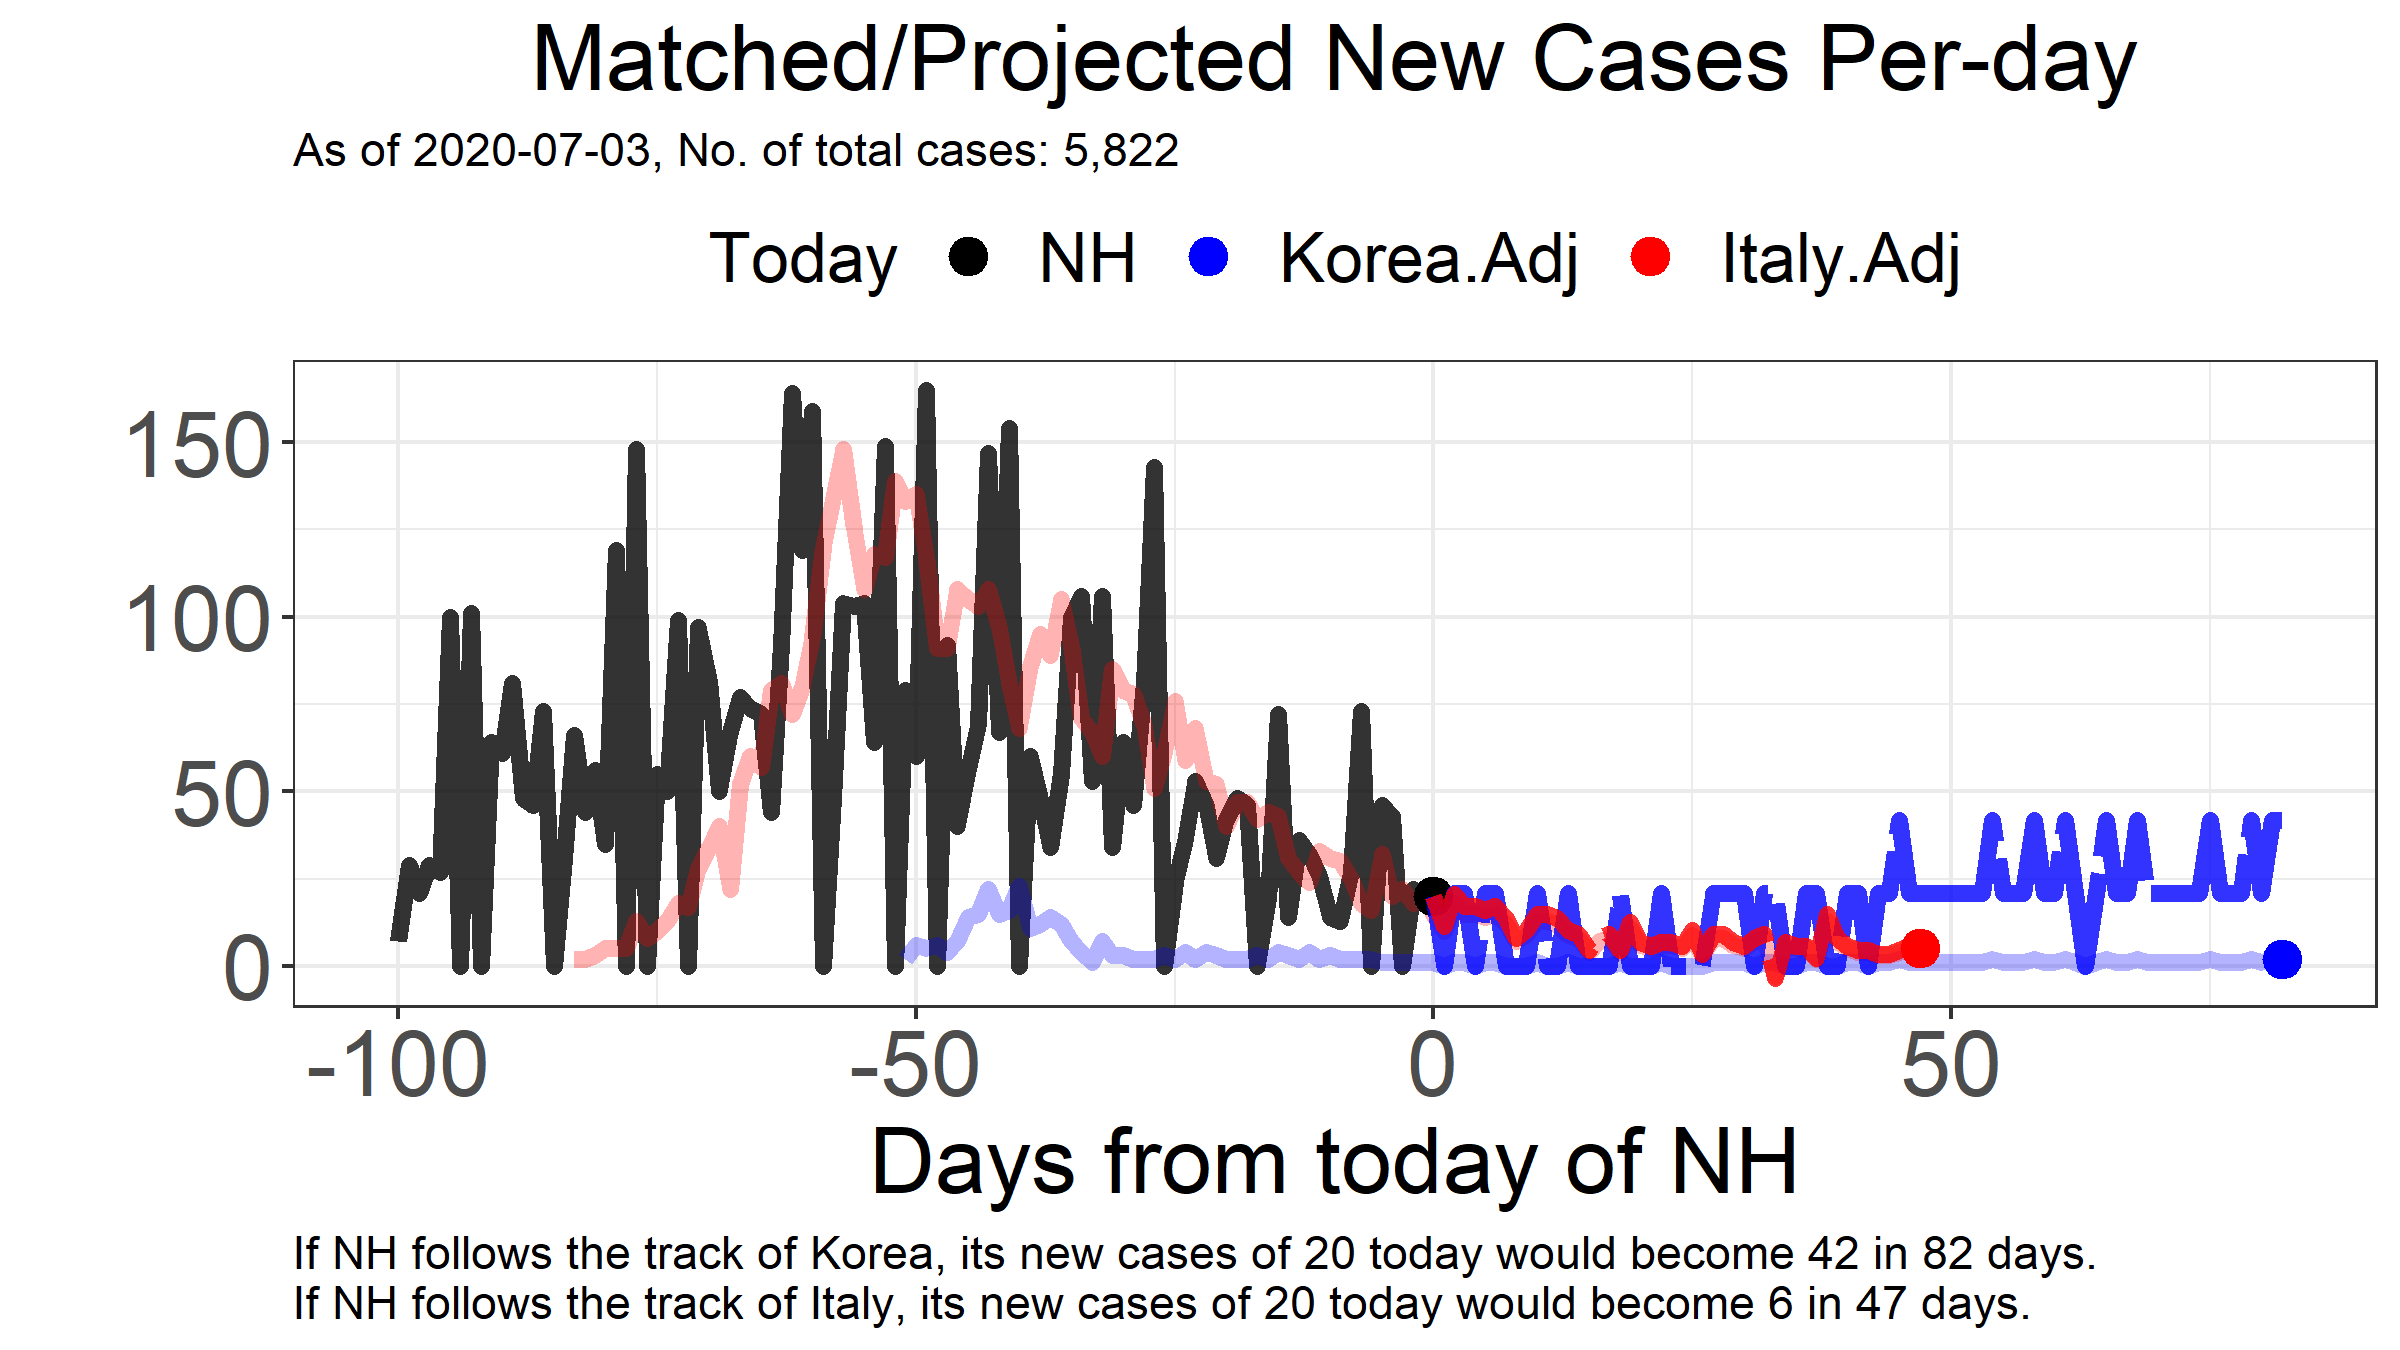 Matched/Projected New Cases Per-day
As of 2020-07-03, No. of total cases: 5,822
Today NH Korea.Adj Italy.Adj
150
100
50
0
-100 -50 0 50
Days from today of NH
If NH follows the track of Korea, its new cases of 20 today would become 42 in 82 days.
If NH follows the track of Italy, its new cases of 20 today would become 6 in 47 days.